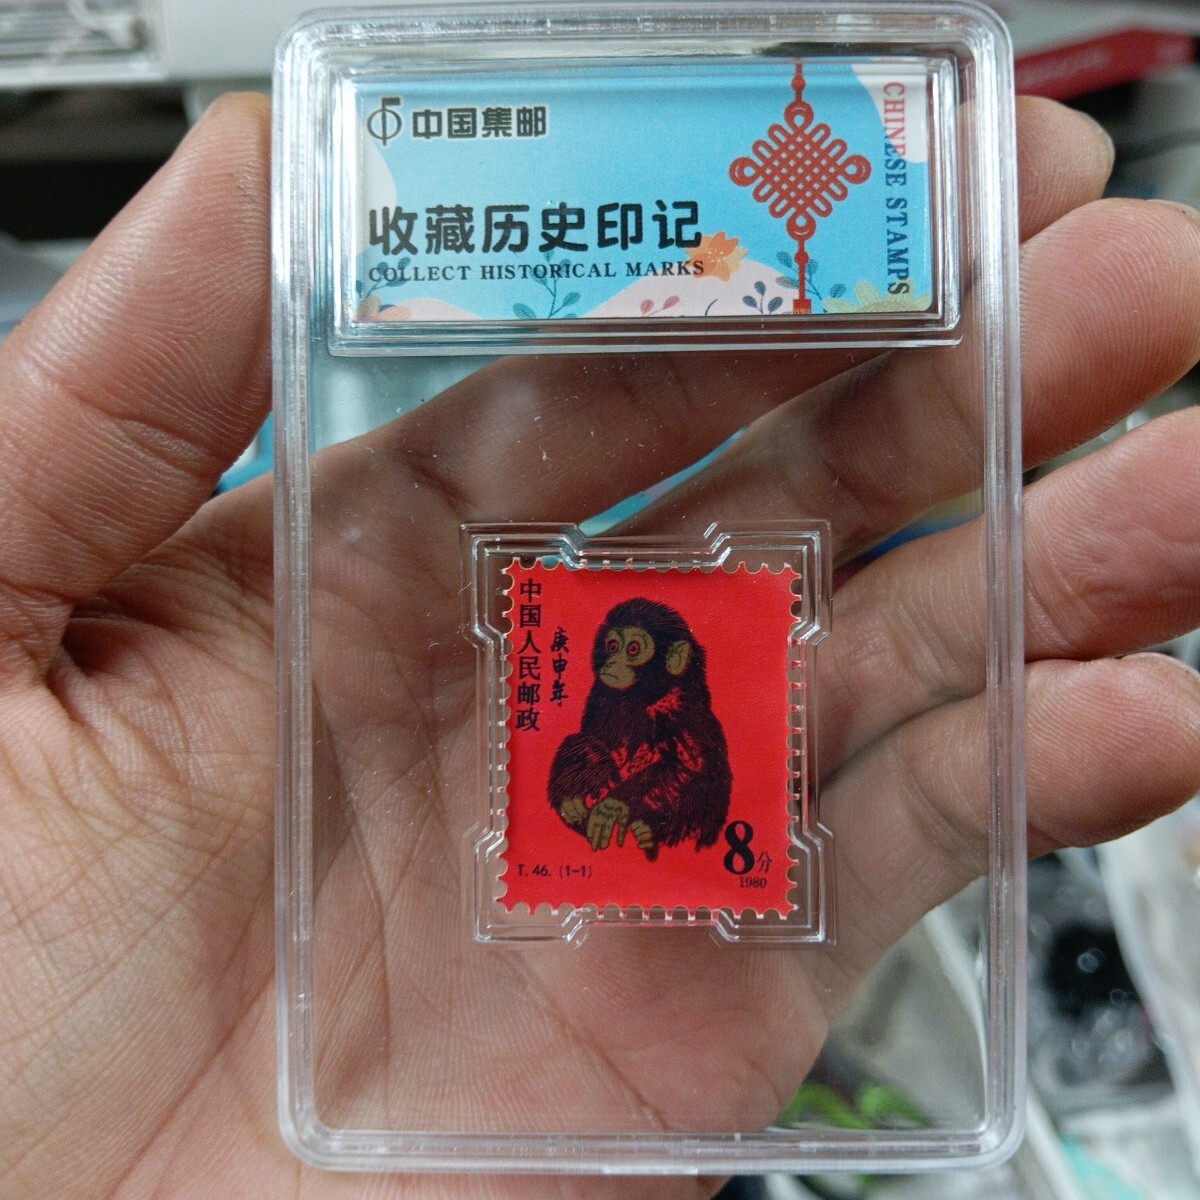 中国集邮
收藏历史印记
COLLECT HISTORICAL MARKS
CHINESE STAMPS
中国人民邮政
庚申年
T.46.(1-1)
8分
1980